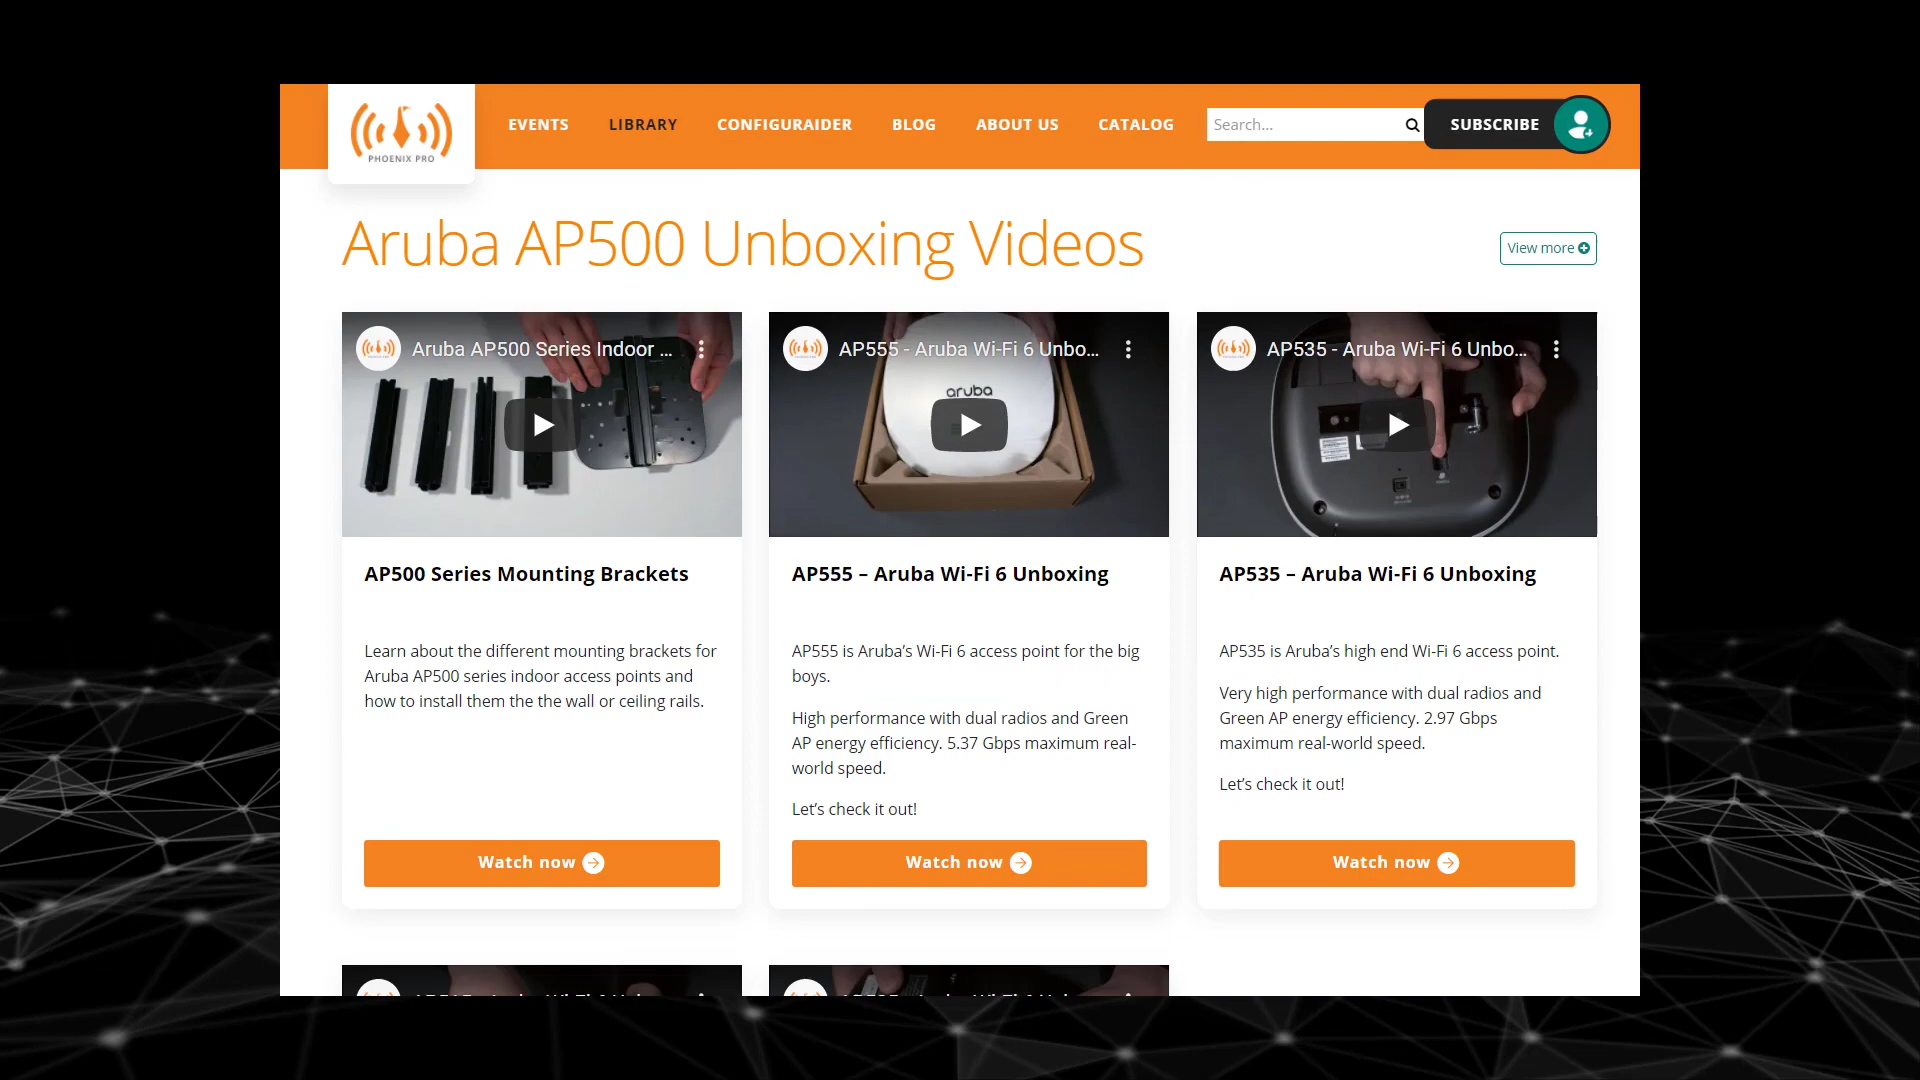 PHOENIX PRO
EVENTS
LIBRARY
CONFIGURAIDER
BLOG
ABOUT US
CATALOG
Search...
SUBSCRIBE
Aruba AP500 Unboxing Videos
View more
Aruba AP500 Series Indoor ...
AP555 - Aruba Wi-Fi 6 Unbo...
aruba
AP535 - Aruba Wi-Fi 6 Unbo...
AP500 Series Mounting Brackets
Learn about the different mounting brackets for
Aruba AP500 series indoor access points and
how to install them the the wall or ceiling rails.
Watch now
AP555 – Aruba Wi-Fi 6 Unboxing
AP555 is Aruba’s Wi-Fi 6 access point for the big
boys.
High performance with dual radios and Green
AP energy efficiency. 5.37 Gbps maximum real-
world speed.
Let’s check it out!
Watch now
AP535 – Aruba Wi-Fi 6 Unboxing
AP535 is Aruba’s high end Wi-Fi 6 access point.
Very high performance with dual radios and
Green AP energy efficiency. 2.97 Gbps
maximum real-world speed.
Let’s check it out!
Watch now